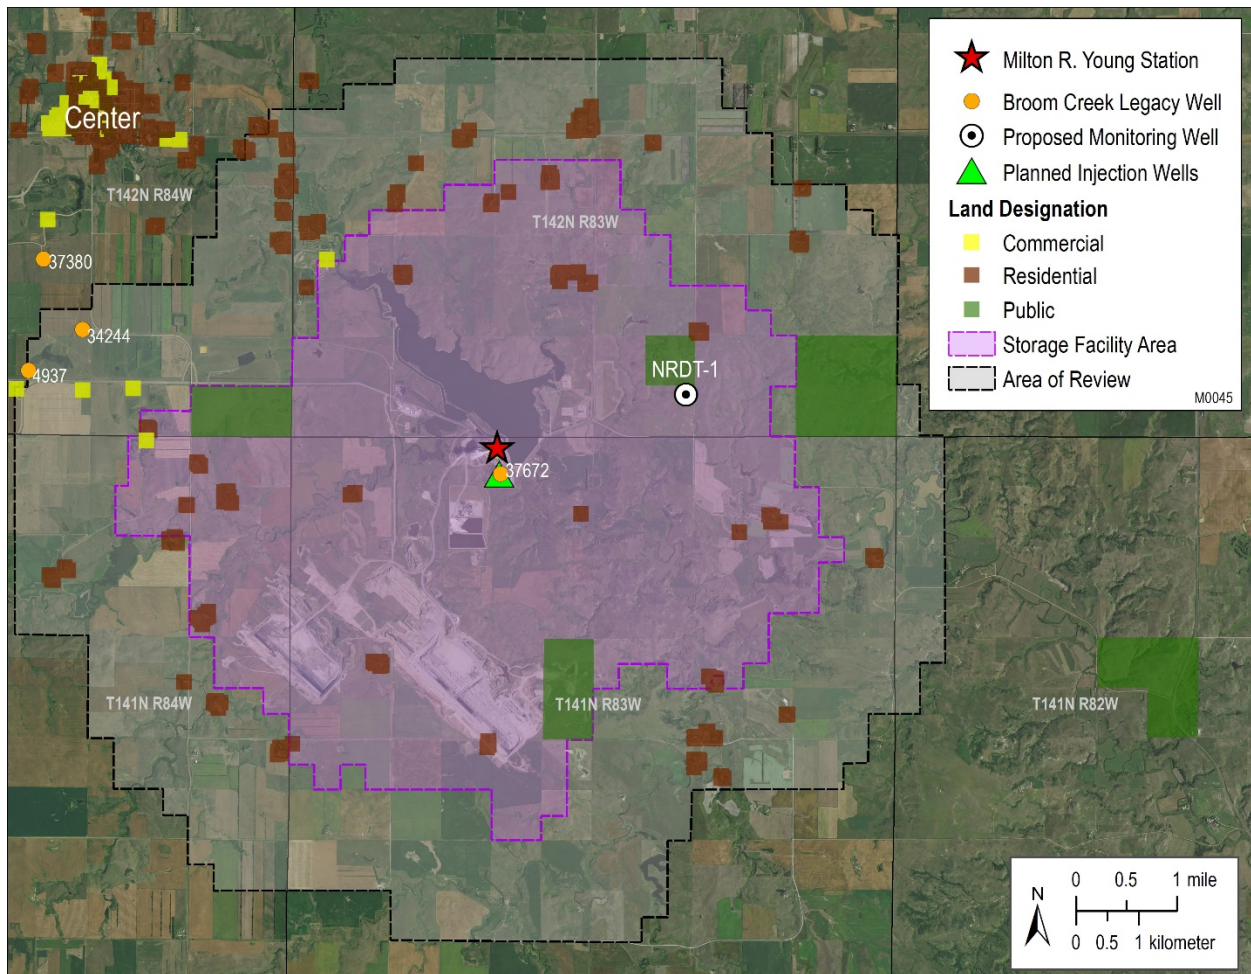 Center
T142N R84W
T142N R83W
37380
34244
4937
NRDT-1
37672
T141N R84W
T141N R83W
T141N R82W
Milton R. Young Station
Broom Creek Legacy Well
Proposed Monitoring Well
Planned Injection Wells
Land Designation
Commercial
Residential
Public
Storage Facility Area
Area of Review
M0045
N
0 0.5 1 mile
0 0.5 1 kilometer